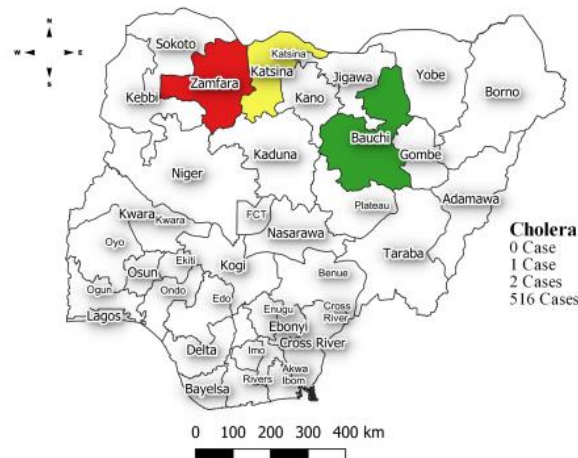 N
W
E
S
Sokoto
Katsina
Zamfara
Katsina
Jigawa
Yobe
Borno
Kebbi
Kano
Bauchi
Gombe
Niger
Kaduna
Adamawa
Plateau
Kwara
Kwara
FCT
Nasarawa
Taraba
Oyo
Ekiti
Kogi
Benue
Osun
Ogun
Ondo
Edo
Lagos
Enugu
Cross
River
Ebonyi
Delta
Imo
Cross River
Bayelsa
Rivers
Akwa
Ibom
Cholera
0 Case
1 Case
2 Cases
516 Cases
0 100 200 300 400 km